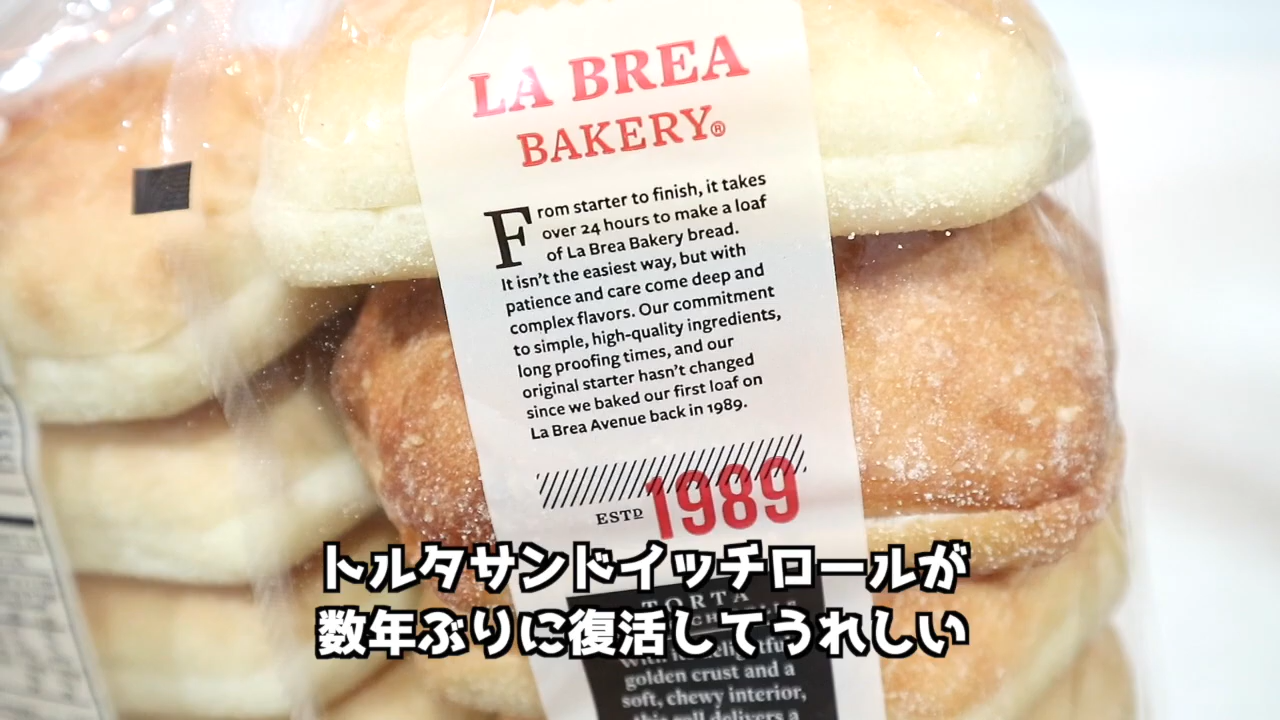 LA BREA
BAKERY®
From starter to finish, it takes
over 24 hours to make a loaf
of La Brea Bakery bread.
It isn't the easiest way, but with
patience and care come deep and
complex flavors. Our commitment
to simple, high-quality ingredients,
long proofing times, and our
original starter hasn't changed
since we baked our first loaf on
La Brea Avenue back in 1989.
ESTD 1989
トルタサンドイッチロールが
数年ぶりに復活してうれしい
TORTA
golden crust and a
soft, chewy interior,
this roll delivers a